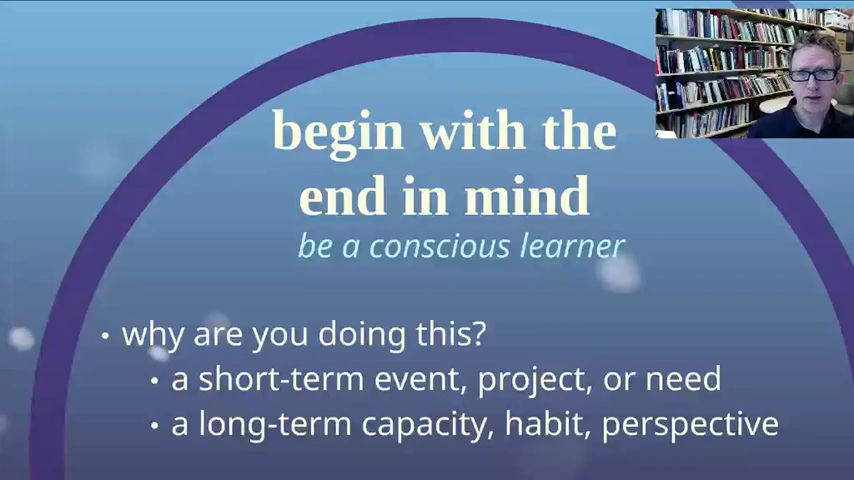 begin with the
end in mind
be a conscious learner
• why are you doing this?
• a short-term event, project, or need
• a long-term capacity, habit, perspective